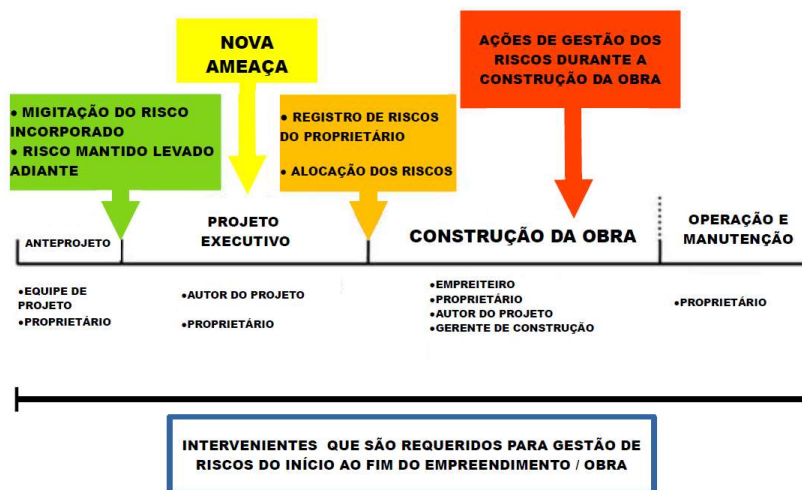 NOVA
AMEAÇA
AÇÕES DE GESTÃO DOS
RISCOS DURANTE A
CONSTRUÇÃO DA OBRA
● MIGITAÇÃO DO RISCO
INCORPORADO
● RISCO MANTIDO LEVADO
ADIANTE
● REGISTRO DE RISCOS
DO PROPRIETÁRIO
● ALOCAÇÃO DOS RISCOS
ANTEPROJETO
PROJETO
EXECUTIVO
CONSTRUÇÃO DA OBRA
OPERAÇÃO E
MANUTENÇÃO
●EQUIPE DE
PROJETO
●PROPRIETÁRIO
●AUTOR DO PROJETO
●PROPRIETÁRIO
●EMPREITEIRO
●PROPRIETÁRIO
●AUTOR DO PROJETO
●GERENTE DE CONSTRUÇÃO
●PROPRIETÁRIO
INTERVENIENTES QUE SÃO REQUERIDOS PARA GESTÃO DE
RISCOS DO INÍCIO AO FIM DO EMPREENDIMENTO / OBRA